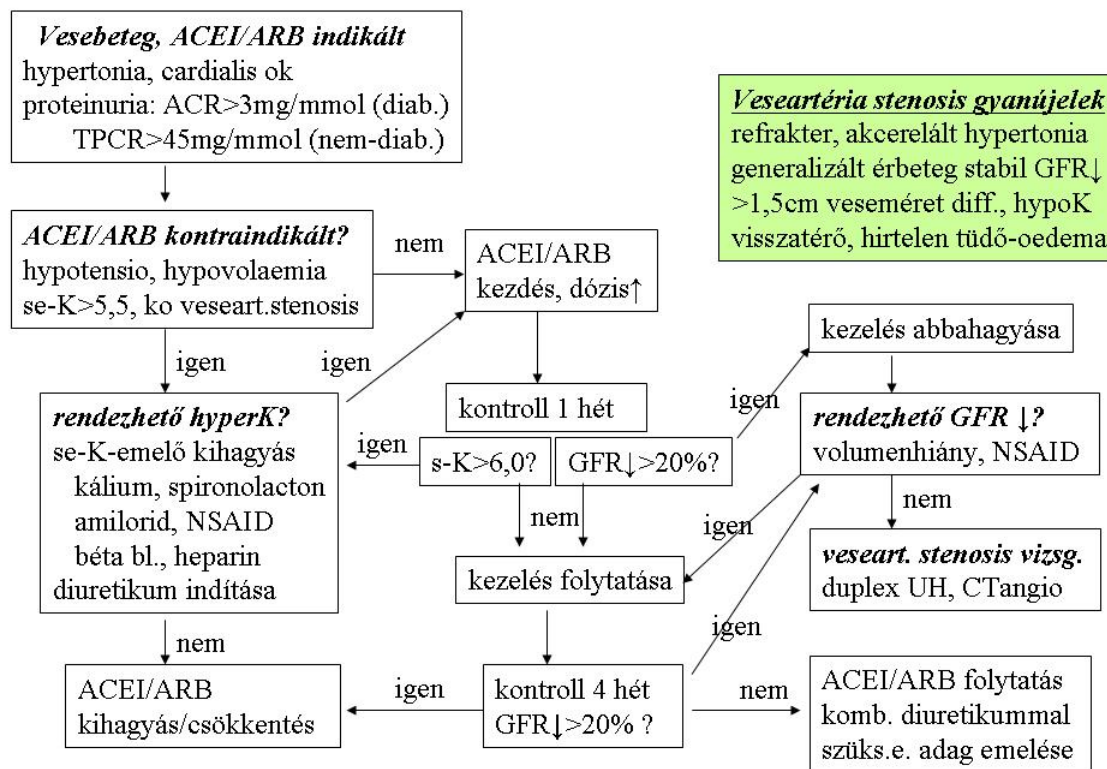 Vesebeteg, ACEI/ARB indikált
hypertonia, cardialis ok
proteinuria: ACR>3mg/mmol (diab.)
TPCR>45mg/mmol (nem-diab.)
Veseartéria stenosis gyanújelek
refrakter, akcerelált hypertonia
generalizált érbeteg stabil GFR↓
>1,5cm veseméret diff., hypoK
visszatérő, hirtelen tüdő-oedema
ACEI/ARB kontraindikált?
hypotensio, hypovolaemia
se-K>5,5, ko veseart.stenosis
nem
ACEI/ARB
kezdés, dózis↑
igen
igen
kontroll 1 hét
s-K>6,0?
GFR↓>20%?
igen
kezelés abbahagyása
igen
rendezhető hyperK?
se-K-emelő kihagyás
kálium, spironolacton
amilorid, NSAID
béta bl., heparin
diuretikum indítása
rendezhető GFR ↓?
volumenhiány, NSAID
nem
igen
nem
kezelés folytatása
veseart. stenosis vizsg.
duplex UH, CTangio
igen
nem
ACEI/ARB
kihagyás/csökkentés
igen
kontroll 4 hét
GFR↓>20% ?
nem
ACEI/ARB folytatás
komb. diuretikummal
szüks.e. adag emelése